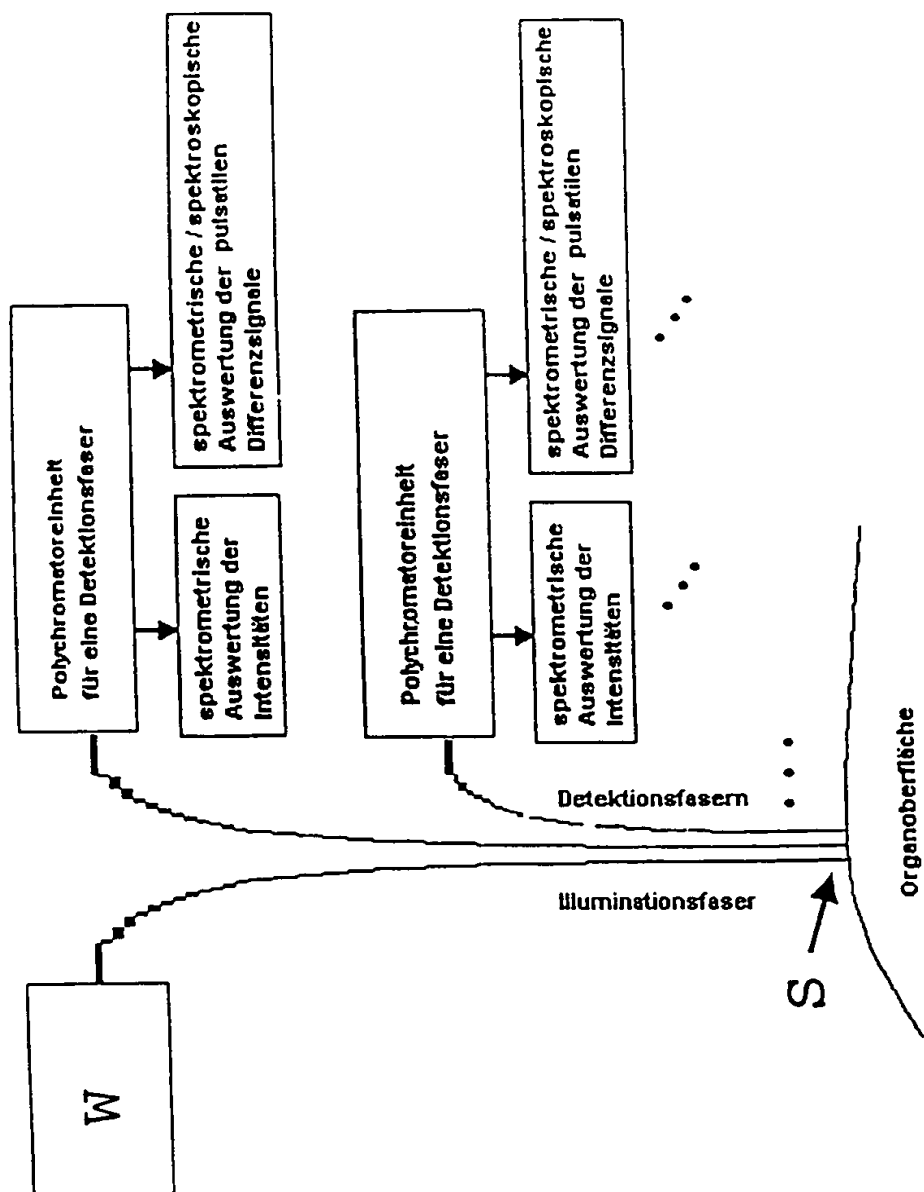 W
Polychromatoreinheit
für eine Detektionsfaser
spektrometrische
Auswertung der
Intensitäten
spektrometrische / spektroskopische
Auswertung der pulsatilen
Differenzsignale
Polychromatoreinheit
für eine Detektionsfaser
spektrometrische
Auswertung der
Intensitäten
spektrometrische / spektroskopische
Auswertung der pulsatilen
Differenzsignale
Detektionsfasern
Illuminationsfaser
S
Organoberfläche